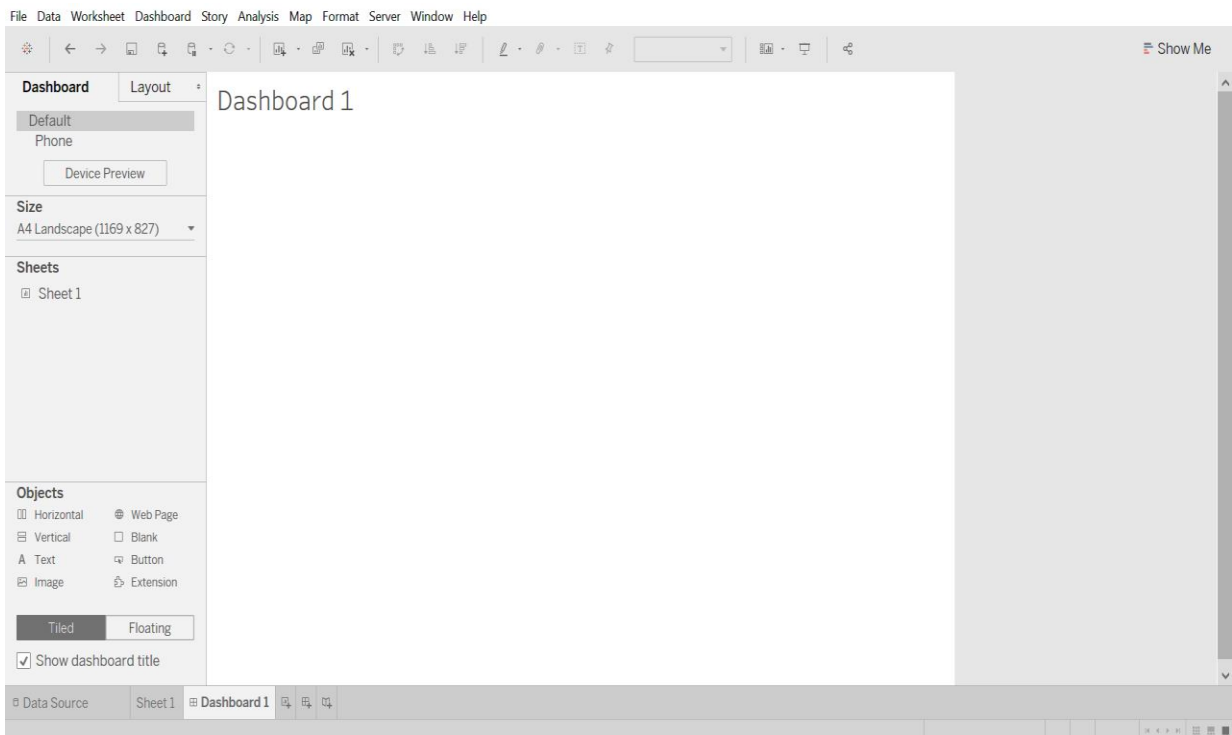 File Data Worksheet Dashboard Story Analysis Map Format Server Window Help
Show Me
Dashboard Layout
Dashboard 1
Default
Phone
Device Preview
Size
A4 Landscape (1169 x 827)
Sheets
Sheet 1
Objects
Horizontal Web Page
Vertical Blank
A Text Button
Image Extension
Tiled Floating
Show dashboard title
Data Source Sheet 1 Dashboard 1